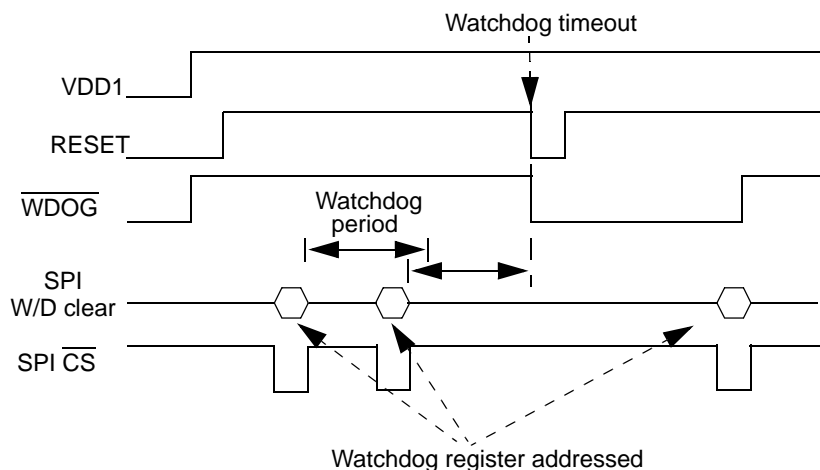 Watchdog timeout
VDD1
RESET
WDOG
Watchdog
period
SPI
W/D clear
SPI CS
Watchdog register addressed